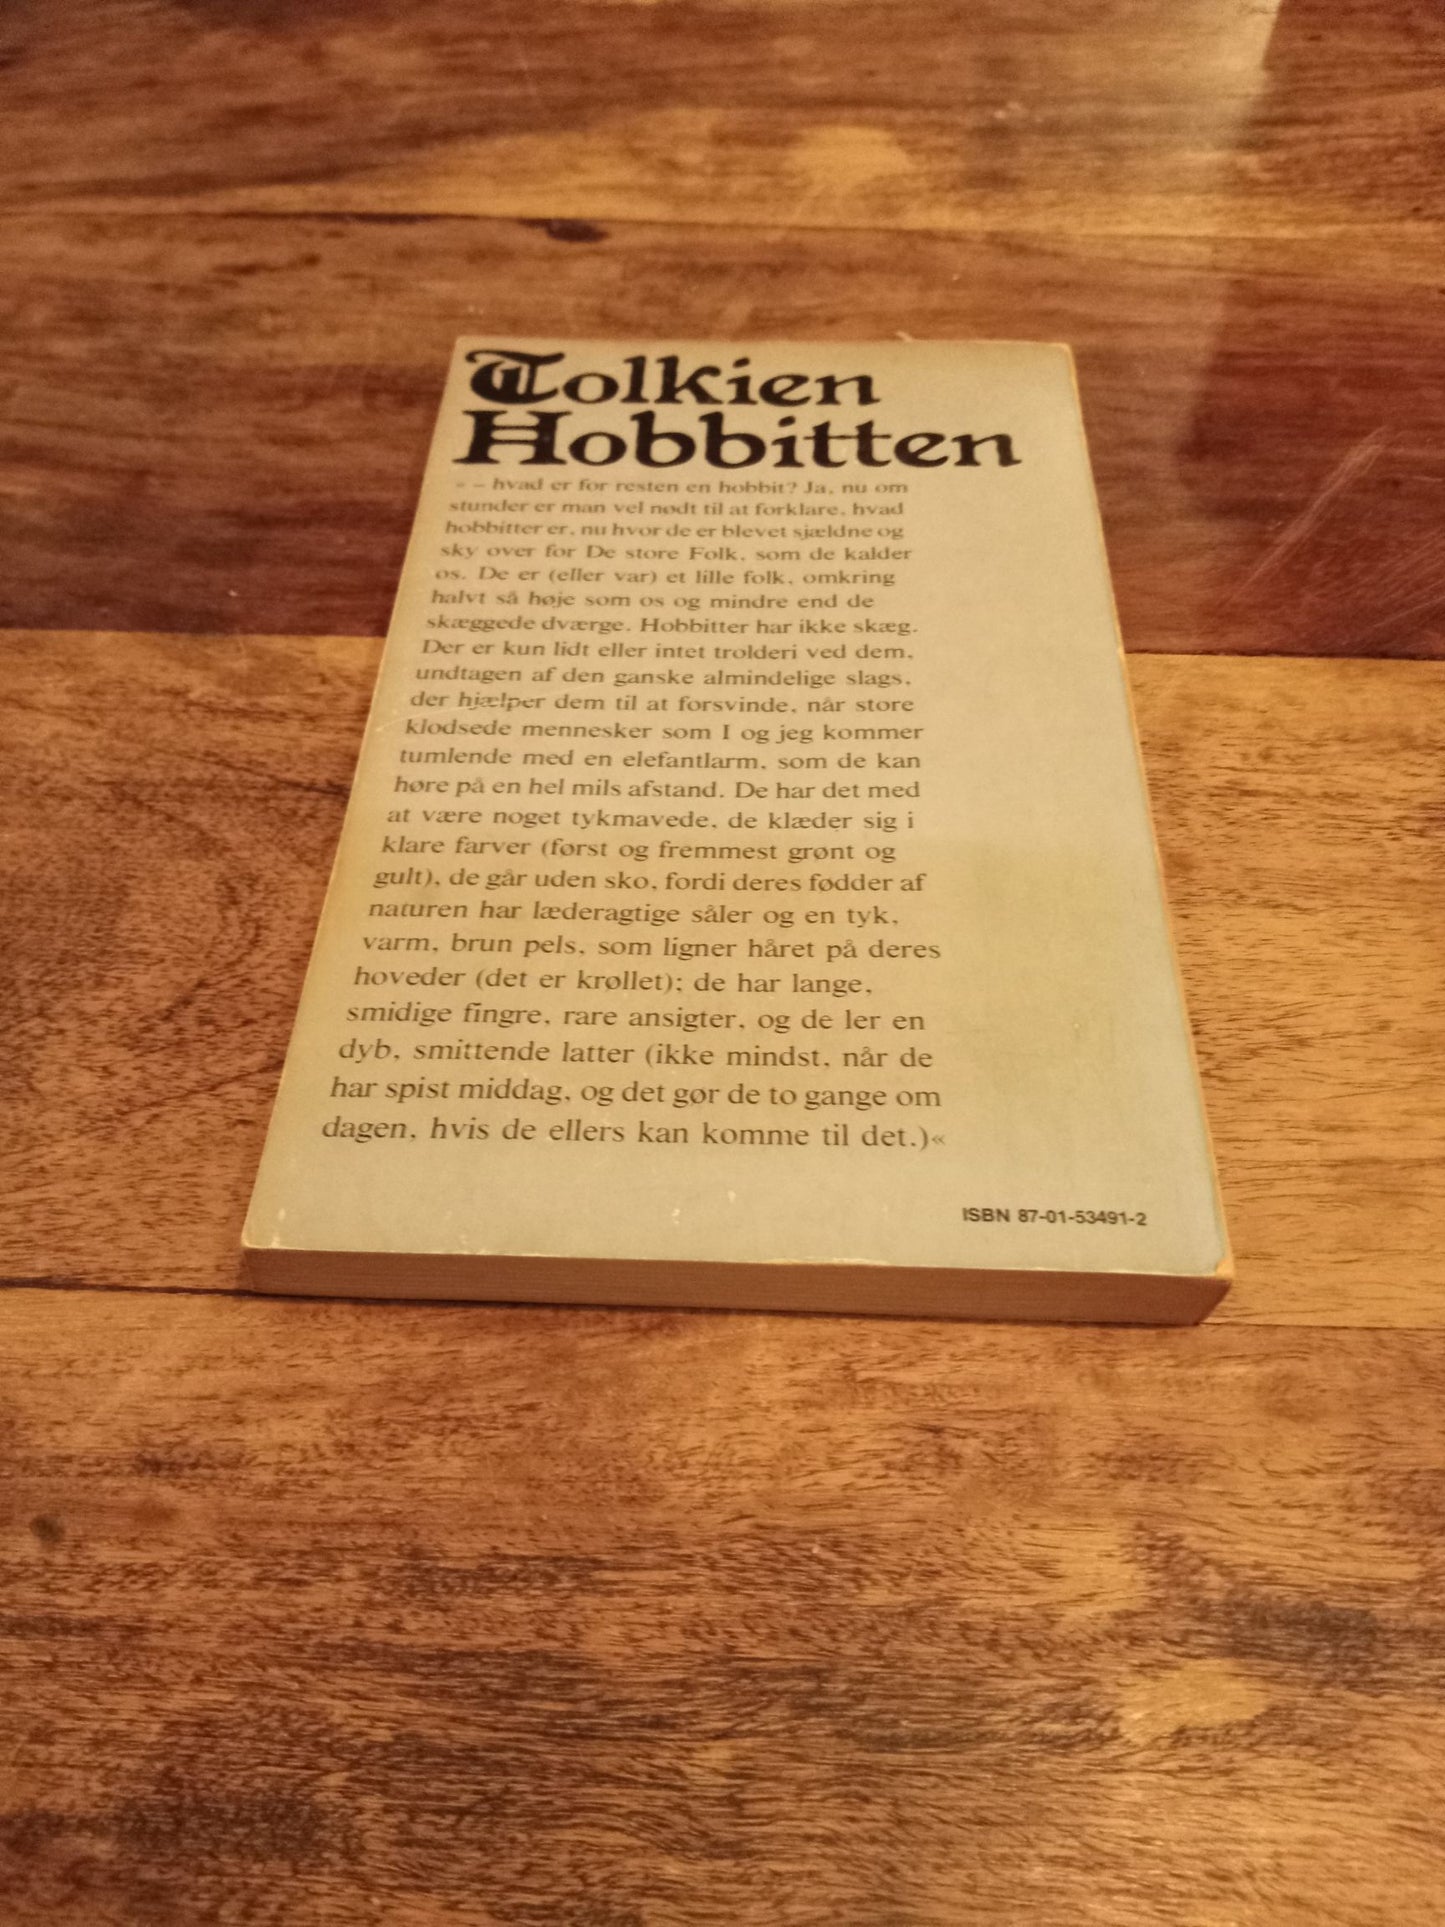 Tolkien
Hobbitten
» – hvad er for resten en hobbit? Ja, nu om
stunder er man vel nødt til at forklare, hvad
hobbitter er, nu hvor de er blevet sjældne og
sky over for De store Folk, som de kalder
os. De er (eller var) et lille folk, omkring
halvt så høje som os og mindre end de
skæggede dværge. Hobbitter har ikke skæg.
Der er kun lidt eller intet trolderi ved dem,
undtagen af den ganske almindelige slags,
der hjælper dem til at forsvinde, når store
klodsede mennesker som I og jeg kommer
tumlende med en elefantlarm, som de kan
høre på en hel mils afstand. De har det med
at være noget tykmavede, de klæder sig i
klare farver (først og fremmest grønt og
gult), de går uden sko, fordi deres fødder af
naturen har læderagtige såler og en tyk,
varm, brun pels, som ligner håret på deres
hoveder (det er krøllet); de har lange,
smidige fingre, rare ansigter, og de ler en
dyb, smittende latter (ikke mindst, når de
har spist middag, og det gør de to gange om
dagen, hvis de ellers kan komme til det.)«
ISBN 87-01-53491-2